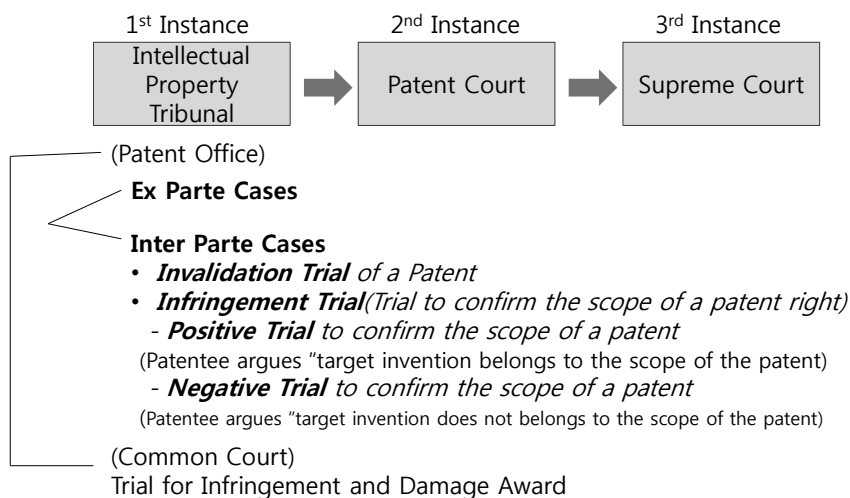 1st Instance
2nd Instance
3rd Instance
Intellectual
Property
Tribunal
Patent Court
Supreme Court
(Patent Office)
Ex Parte Cases
Inter Parte Cases
• Invalidation Trial of a Patent
• Infringement Trial(Trial to confirm the scope of a patent right)
- Positive Trial to confirm the scope of a patent
(Patentee argues “target invention belongs to the scope of the patent)
- Negative Trial to confirm the scope of a patent
(Patentee argues “target invention does not belongs to the scope of the patent)
(Common Court)
Trial for Infringement and Damage Award